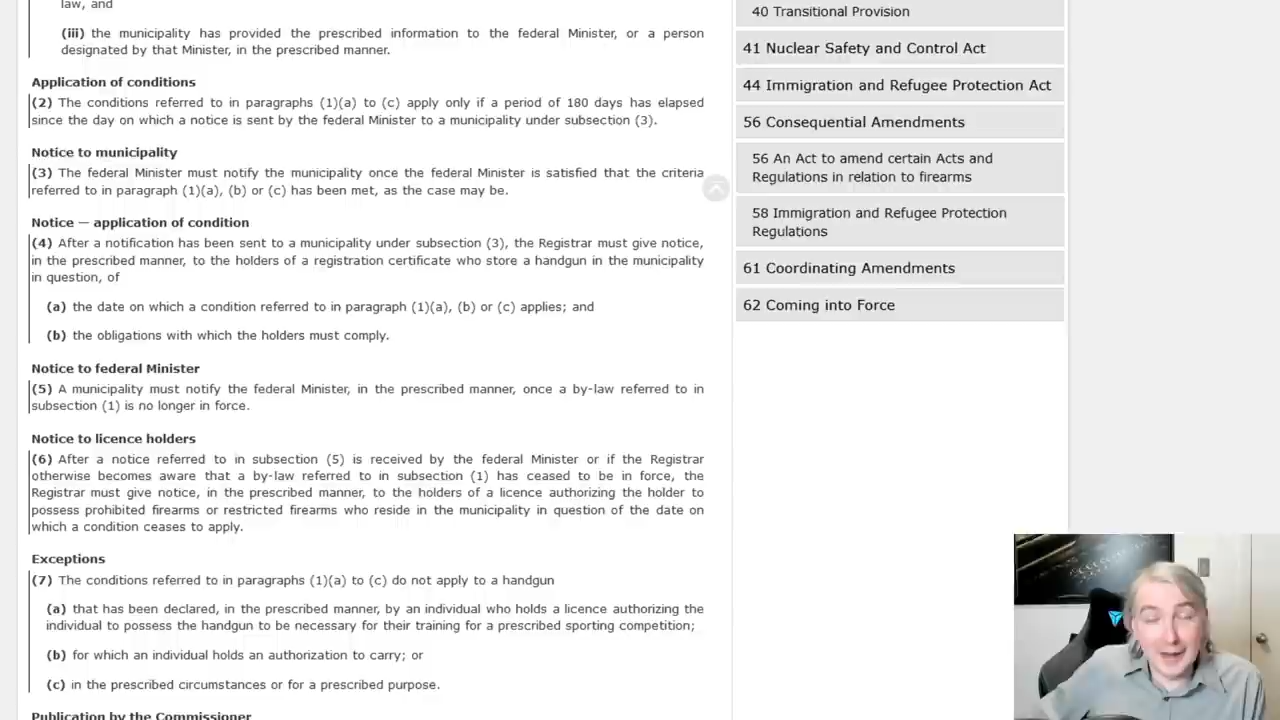 law, and
(iii) the municipality has provided the prescribed information to the federal Minister, or a person
designated by that Minister, in the prescribed manner.
Application of conditions
(2) The conditions referred to in paragraphs (1)(a) to (c) apply only if a period of 180 days has elapsed
since the day on which a notice is sent by the federal Minister to a municipality under subsection (3).
Notice to municipality
(3) The federal Minister must notify the municipality once the federal Minister is satisfied that the criteria
referred to in paragraph (1)(a), (b) or (c) has been met, as the case may be.
Notice — application of condition
(4) After a notification has been sent to a municipality under subsection (3), the Registrar must give notice,
in the prescribed manner, to the holders of a registration certificate who store a handgun in the municipality
in question, of
(a) the date on which a condition referred to in paragraph (1)(a), (b) or (c) applies; and
(b) the obligations with which the holders must comply.
Notice to federal Minister
(5) A municipality must notify the federal Minister, in the prescribed manner, once a by-law referred to in
subsection (1) is no longer in force.
Notice to licence holders
(6) After a notice referred to in subsection (5) is received by the federal Minister or if the Registrar
otherwise becomes aware that a by-law referred to in subsection (1) has ceased to be in force, the
Registrar must give notice, in the prescribed manner, to the holders of a licence authorizing the holder to
possess prohibited firearms or restricted firearms who reside in the municipality in question of the date on
which a condition ceases to apply.
Exceptions
(7) The conditions referred to in paragraphs (1)(a) to (c) do not apply to a handgun
(a) that has been declared, in the prescribed manner, by an individual who holds a licence authorizing the
individual to possess the handgun to be necessary for their training for a prescribed sporting competition;
(b) for which an individual holds an authorization to carry; or
(c) in the prescribed circumstances or for a prescribed purpose.
Publication by the Commissioner
40 Transitional Provision
41 Nuclear Safety and Control Act
44 Immigration and Refugee Protection Act
56 Consequential Amendments
56 An Act to amend certain Acts and
Regulations in relation to firearms
58 Immigration and Refugee Protection
Regulations
61 Coordinating Amendments
62 Coming into Force